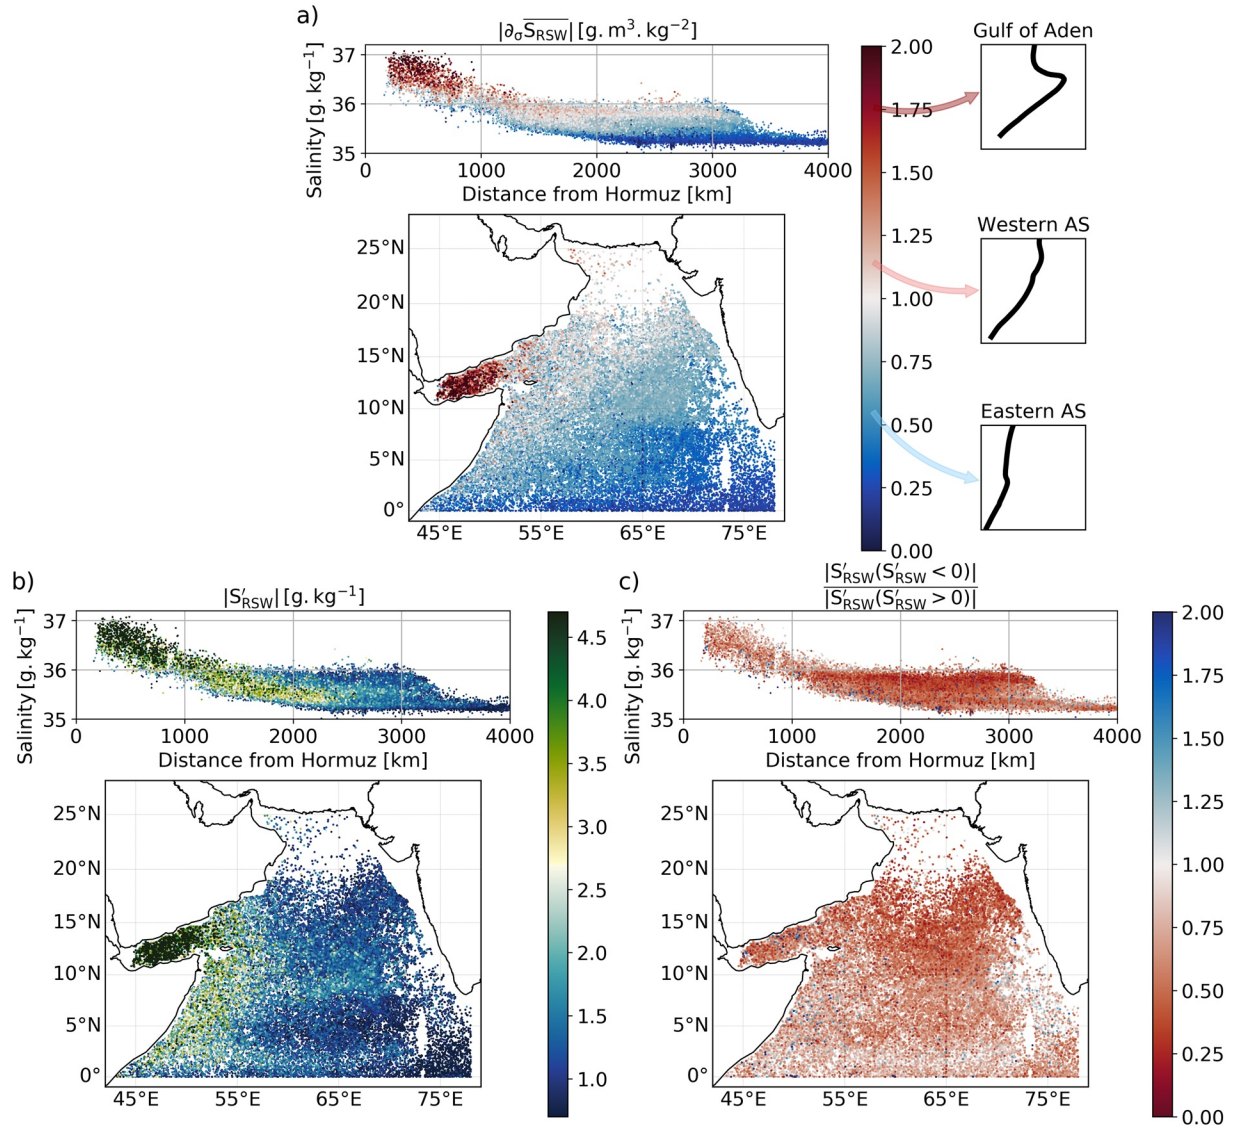 a)
|∂σS̅R̅S̅W̅| [g. m³. kg⁻²]
Salinity [g. kg⁻¹]
37
36
35
0 1000 2000 3000 4000
Distance from Hormuz [km]
25°N
20°N
15°N
10°N
5°N
0°
45°E 55°E 65°E 75°E
2.00
1.75
1.50
1.25
1.00
0.75
0.50
0.25
0.00
Gulf of Aden
Western AS
Eastern AS
b)
|S′RSW| [g. kg⁻¹]
Salinity [g. kg⁻¹]
37
36
35
0 1000 2000 3000 4000
Distance from Hormuz [km]
25°N
20°N
15°N
10°N
5°N
0°
45°E 55°E 65°E 75°E
4.5
4.0
3.5
3.0
2.5
2.0
1.5
1.0
c)
|S′RSW(S′RSW < 0)|
|S′RSW(S′RSW > 0)|
Salinity [g. kg⁻¹]
37
36
35
0 1000 2000 3000 4000
Distance from Hormuz [km]
25°N
20°N
15°N
10°N
5°N
0°
45°E 55°E 65°E 75°E
2.00
1.75
1.50
1.25
1.00
0.75
0.50
0.25
0.00